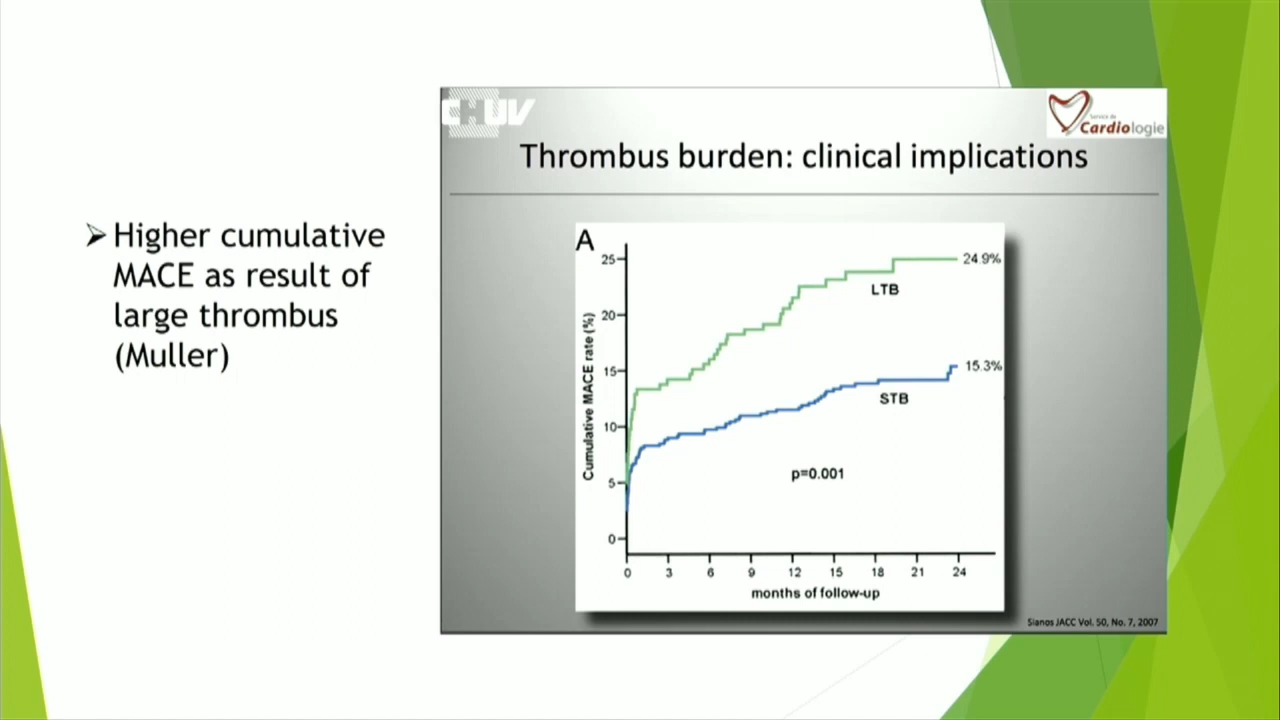 Higher cumulative
MACE as result of
large thrombus
(Muller)
CHUV
Service de
Cardiologie
Thrombus burden: clinical implications
A
Cumulative MACE rate (%)
25
20
15
10
5
0
24.9%
LTB
15.3%
STB
p=0.001
0 3 6 9 12 15 18 21 24
months of follow-up
Sianos JACC Vol. 50, No. 7, 2007